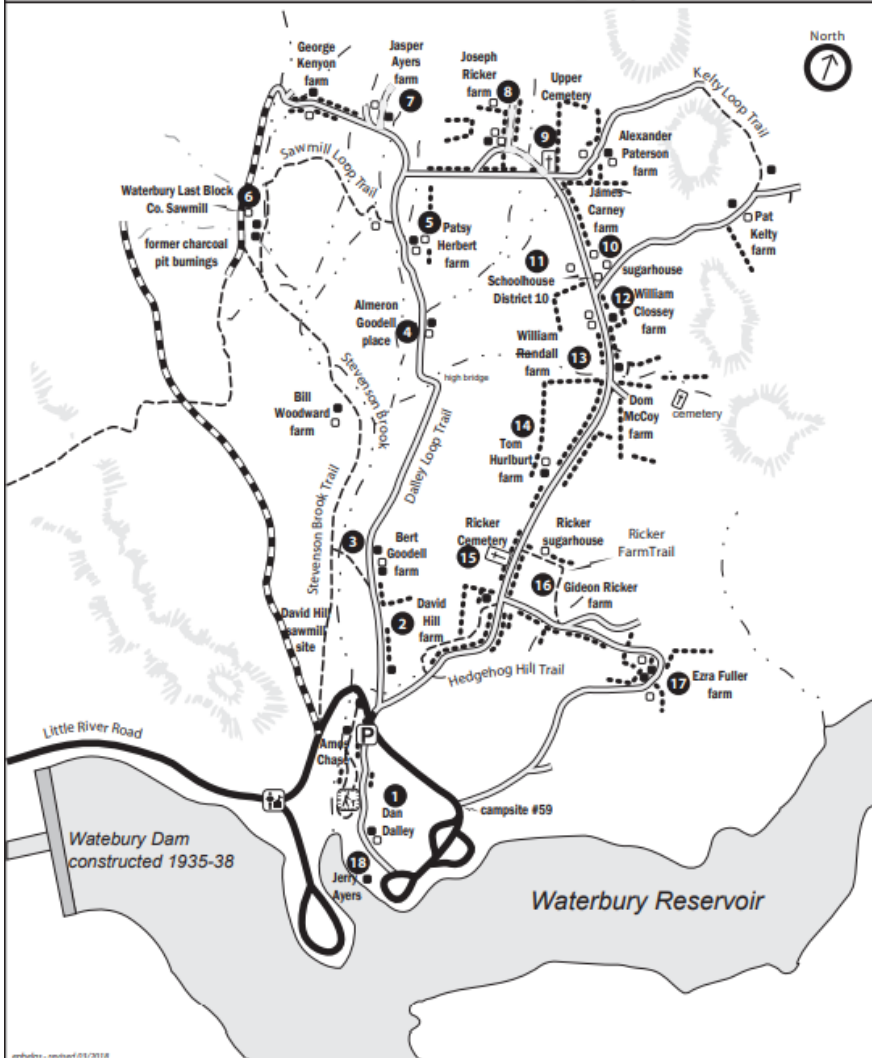 North
George
Kenyon
farm
Jasper
Ayers
farm
7
Joseph
Ricker
farm
8
Upper
Cemetery
9
Kelty Loop Trail
Alexander
Paterson
farm
Sawmill Loop Trail
Waterbury Last Block
Co. Sawmill
6
former charcoal
pit burnings
James
Carney
farm
Pat
Kelty
farm
5
Patsy
Herbert
farm
10
sugarhouse
11
Schoolhouse
District 10
12
William
Clossey
farm
Almeron
Goodell
place
4
William
Randall
farm
13
high bridge
Stevenson Brook
Bill
Woodward
farm
Dalley Loop Trail
Dom
McCoy
farm
cemetery
14
Tom
Hurlburt
farm
Stevenson Brook Trail
3
Bert
Goodell
farm
Ricker
Cemetery
15
Ricker
sugarhouse
Ricker
FarmTrail
16
Gideon Ricker
farm
David Hill
sawmill
site
2
David
Hill
farm
Hedgehog Hill Trail
17
Ezra Fuller
farm
Little River Road
P
Amos
Chase
1
Dan
Dalley
campsite #59
Watebury Dam
constructed 1935-38
18
Jerry
Ayers
Waterbury Reservoir
revised 03/2018